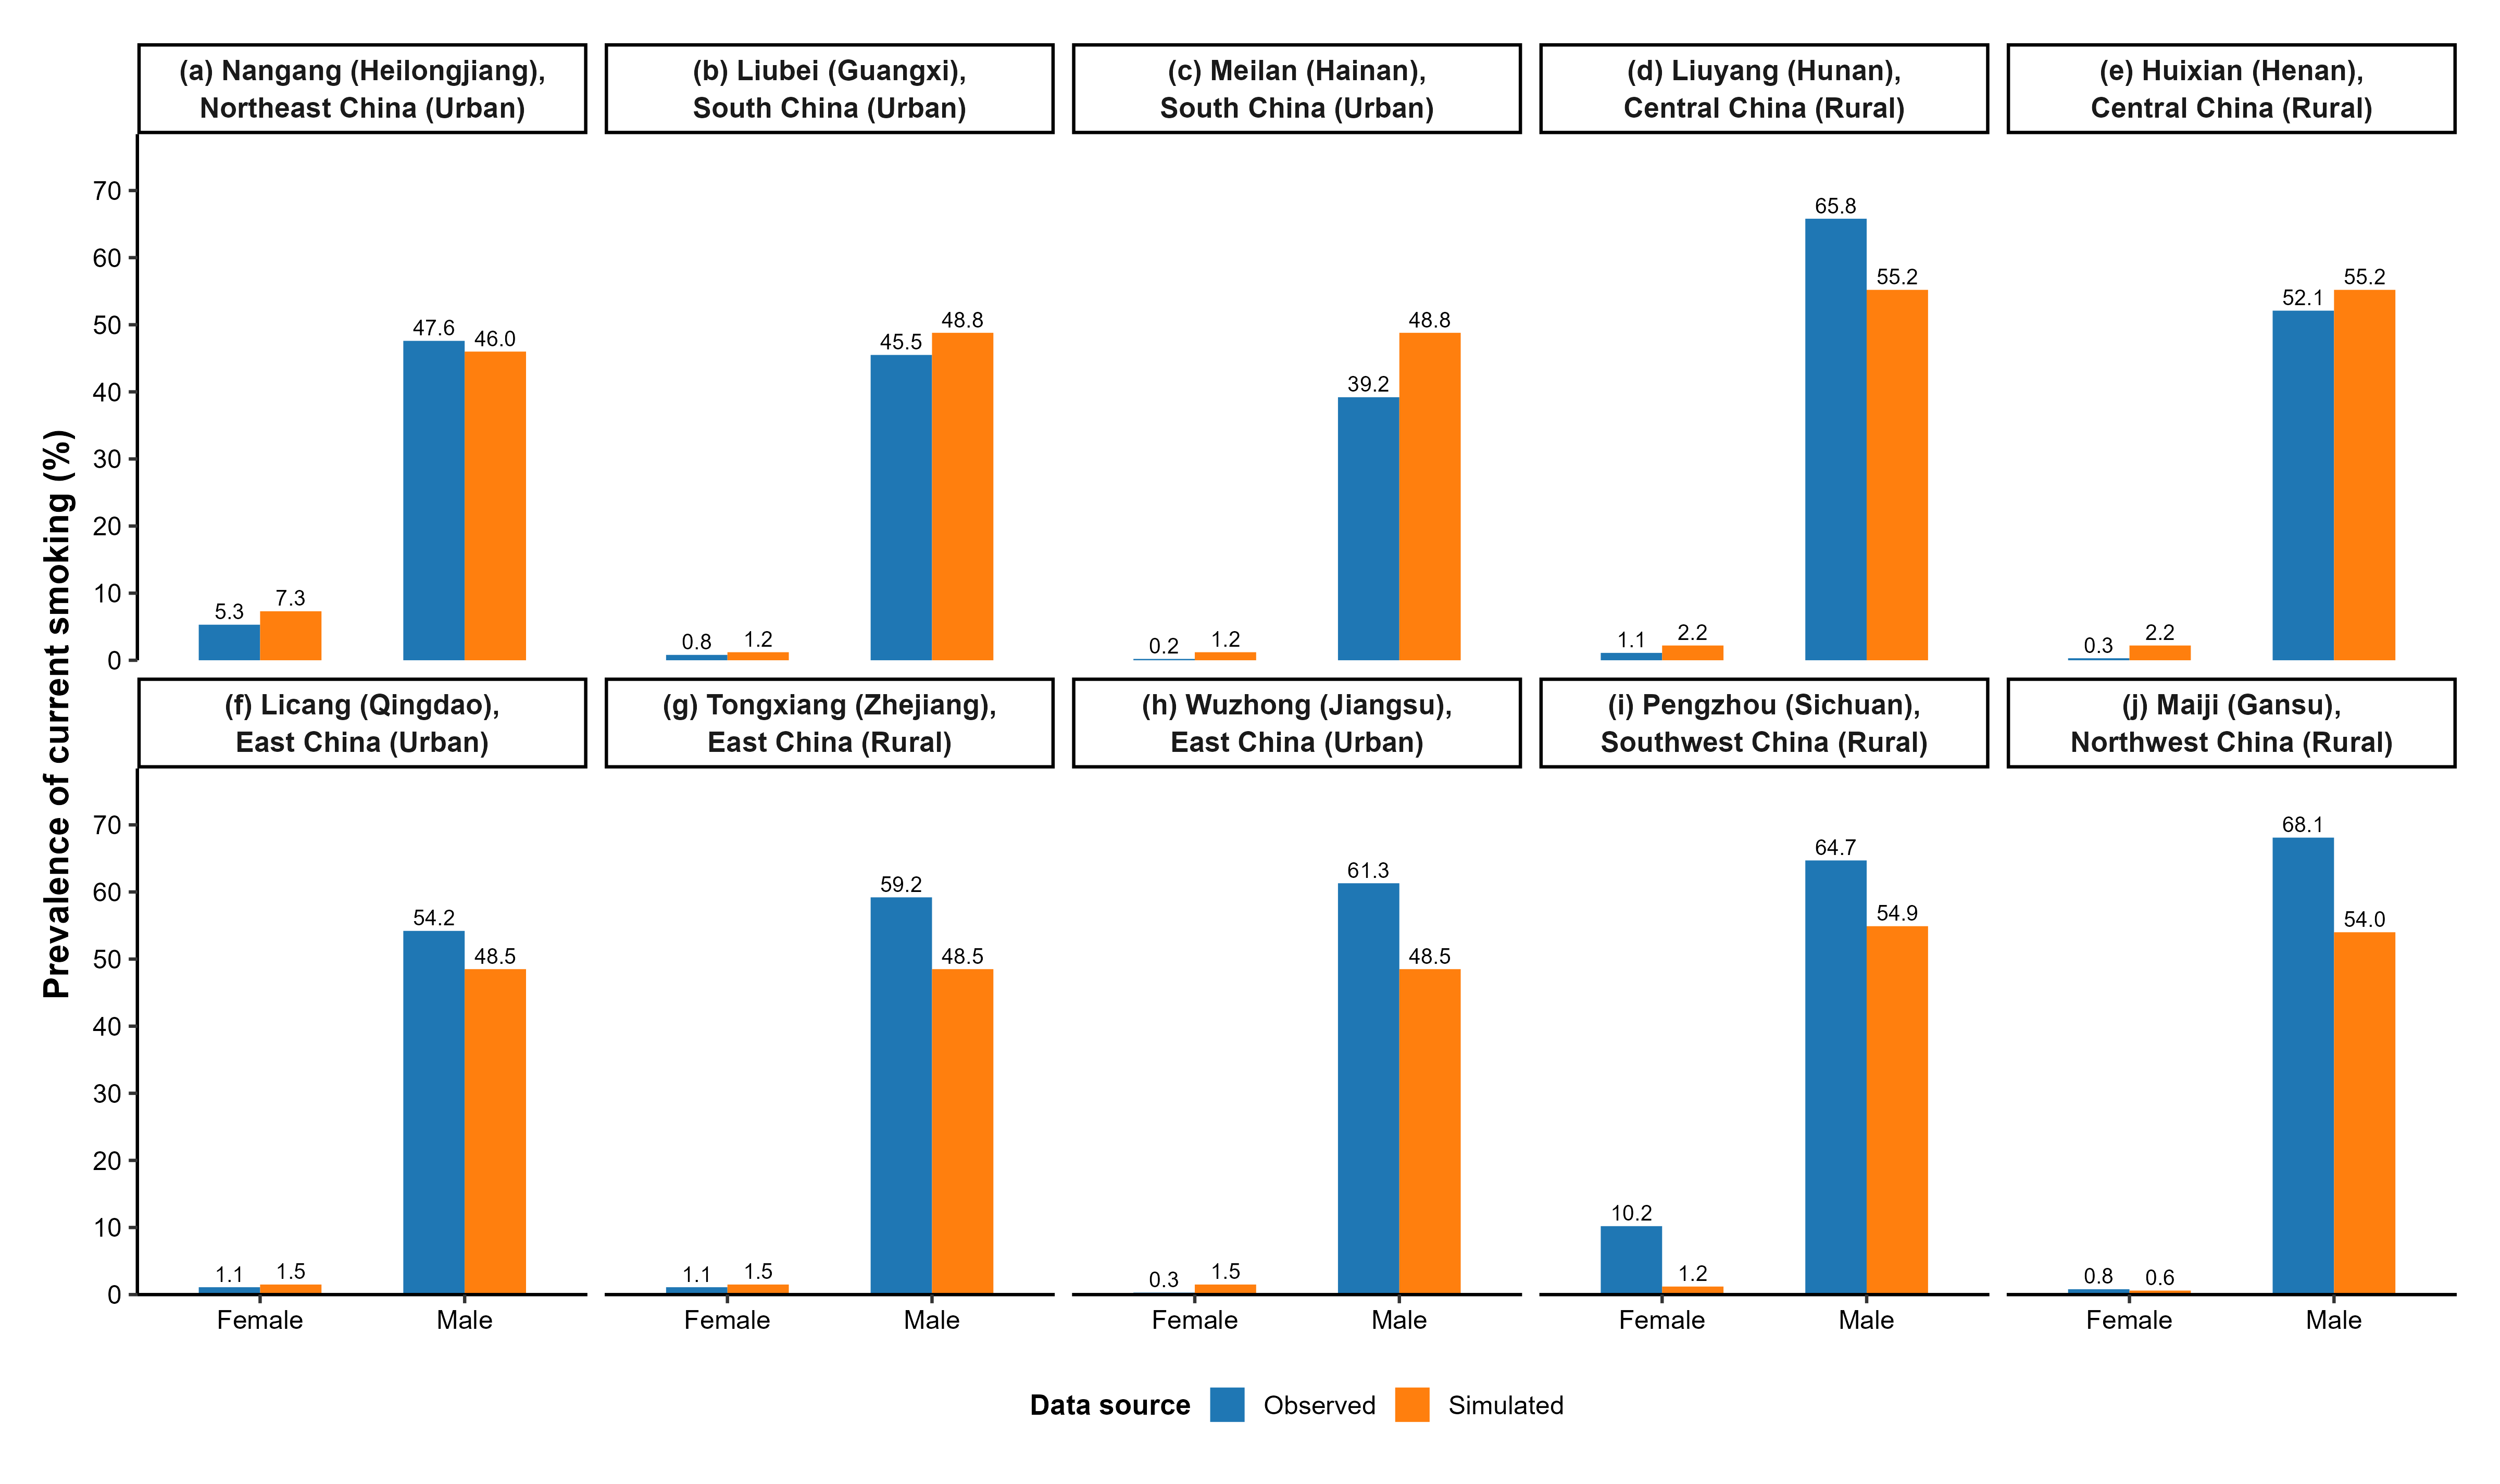 (a) Nangang (Heilongjiang),
Northeast China (Urban)
(b) Liubei (Guangxi),
South China (Urban)
(c) Meilan (Hainan),
South China (Urban)
(d) Liuyang (Hunan),
Central China (Rural)
(e) Huixian (Henan),
Central China (Rural)
Prevalence of current smoking (%)
70
60
50
40
30
20
10
0
5.3
7.3
47.6
46.0
0.8
1.2
45.5
48.8
0.2
1.2
39.2
48.8
1.1
2.2
65.8
55.2
0.3
2.2
52.1
55.2
(f) Licang (Qingdao),
East China (Urban)
(g) Tongxiang (Zhejiang),
East China (Rural)
(h) Wuzhong (Jiangsu),
East China (Urban)
(i) Pengzhou (Sichuan),
Southwest China (Rural)
(j) Maiji (Gansu),
Northwest China (Rural)
70
60
50
40
30
20
10
0
1.1
1.5
54.2
48.5
1.1
1.5
59.2
48.5
0.3
1.5
61.3
48.5
10.2
1.2
64.7
54.9
0.8
0.6
68.1
54.0
Female
Male
Female
Male
Female
Male
Female
Male
Female
Male
Data source
Observed
Simulated